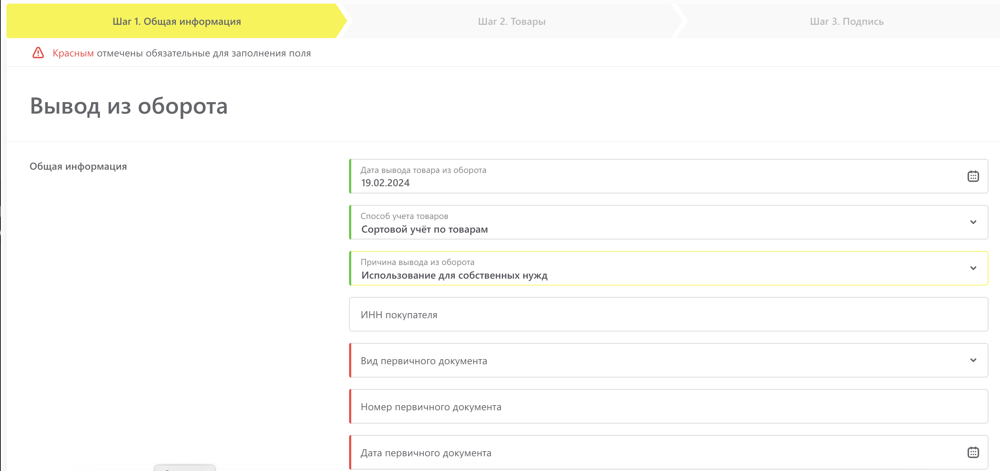 Шаг 1. Общая информация
Шаг 2. Товары
Шаг 3. Подпись
Красным отмечены обязательные для заполнения поля
Вывод из оборота
Общая информация
Дата вывода товара из оборота
19.02.2024
Способ учета товаров
Сортовой учёт по товарам
Причина вывода из оборота
Использование для собственных нужд
ИНН покупателя
Вид первичного документа
Номер первичного документа
Дата первичного документа